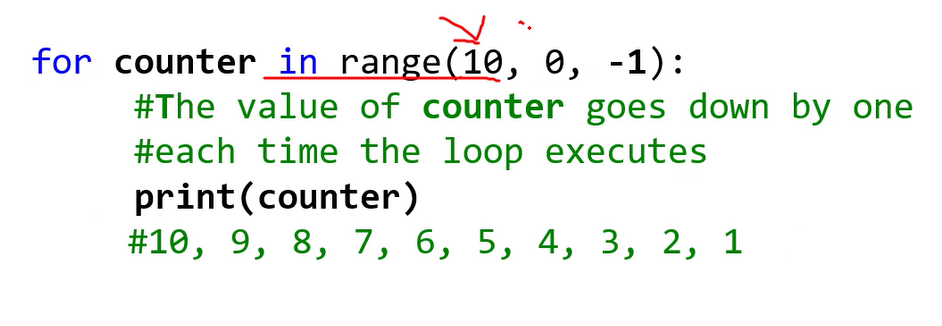 for counter in range(10, 0, -1):
#The value of counter goes down by one
#each time the loop executes
print(counter)
#10, 9, 8, 7, 6, 5, 4, 3, 2, 1